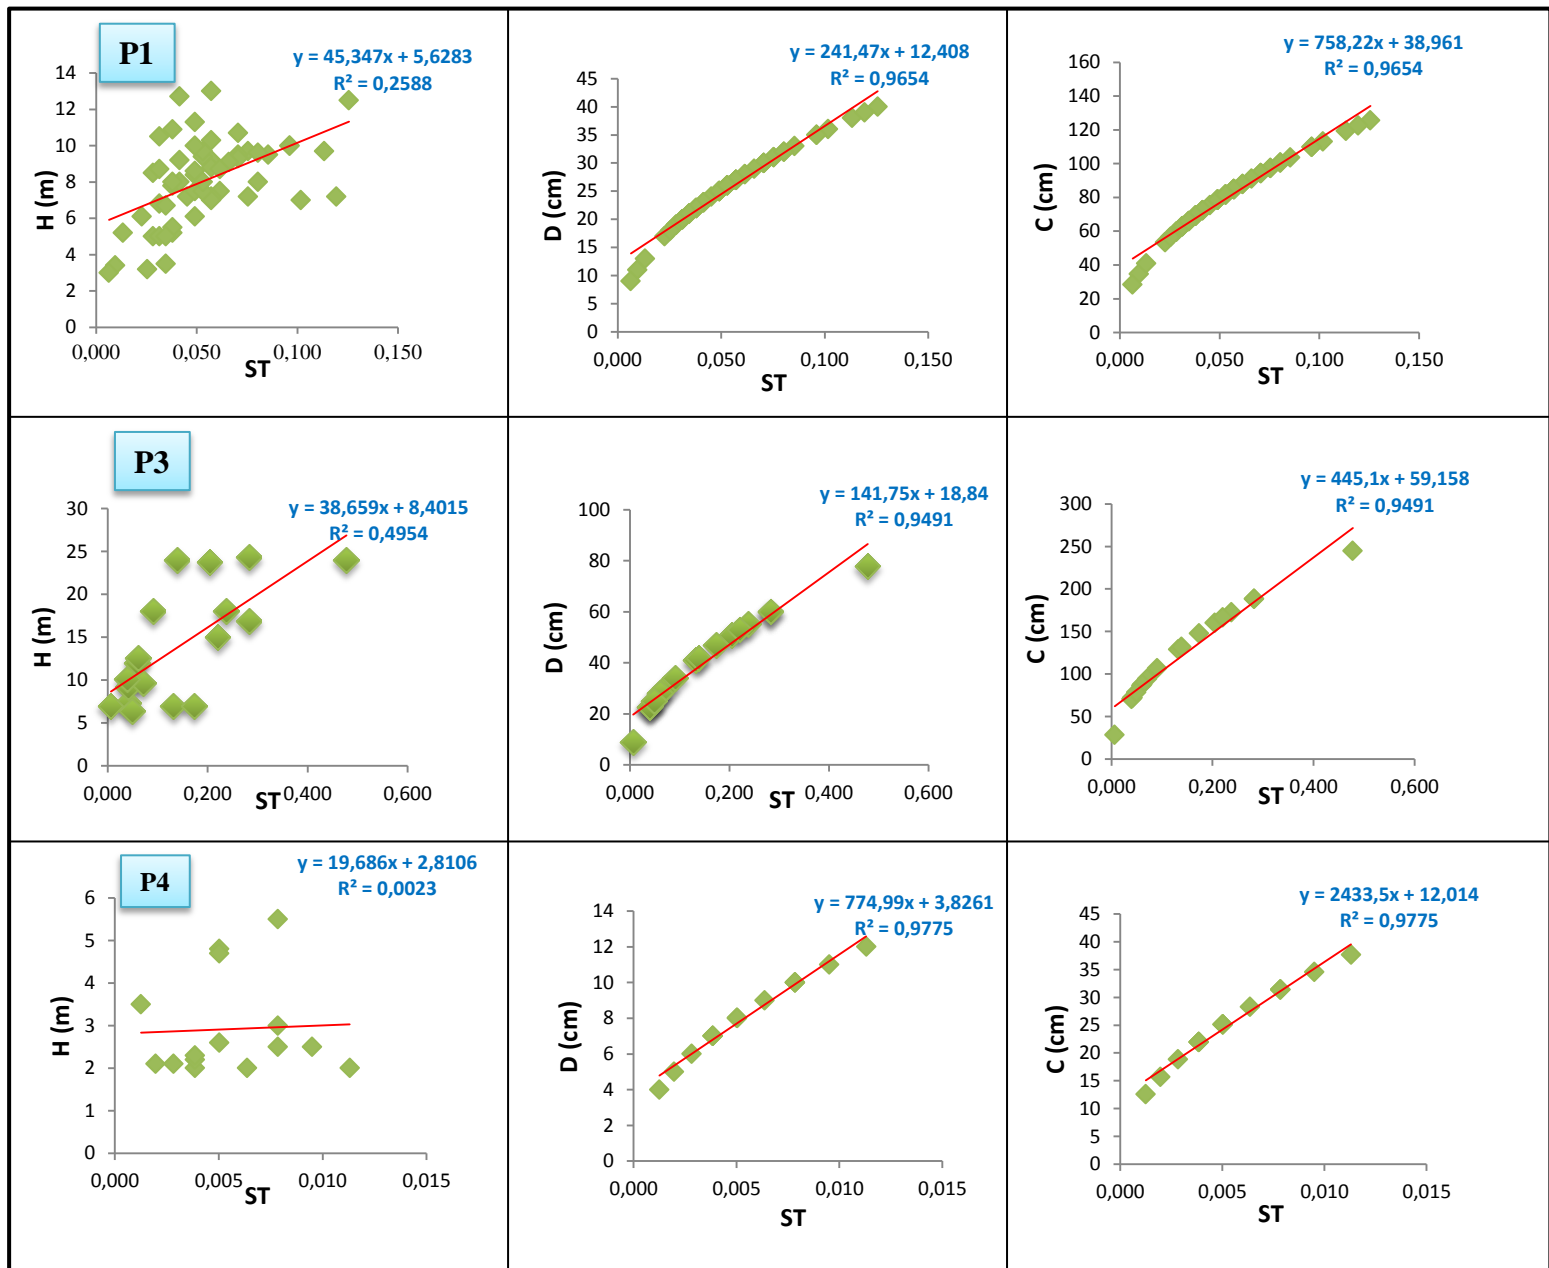 P1
y = 45,347x + 5,6283
R² = 0,2588
14
12
10
8
6
4
2
0
H (m)
0,000 0,050 0,100 0,150
ST
y = 241,47x + 12,408
R² = 0,9654
45
40
35
30
25
20
15
10
5
0
D (cm)
0,000 0,050 0,100 0,150
ST
y = 758,22x + 38,961
R² = 0,9654
160
140
120
100
80
60
40
20
0
C (cm)
0,000 0,050 0,100 0,150
ST
P3
y = 38,659x + 8,4015
R² = 0,4954
30
25
20
15
10
5
0
H (m)
0,000 0,200 0,400 0,600
ST
y = 141,75x + 18,84
R² = 0,9491
100
80
60
40
20
0
D (cm)
0,000 0,200 0,400 0,600
ST
y = 445,1x + 59,158
R² = 0,9491
300
250
200
150
100
50
0
C (cm)
0,000 0,200 0,400 0,600
ST
P4
y = 19,686x + 2,8106
R² = 0,0023
6
5
4
3
2
1
0
H (m)
0,000 0,005 0,010 0,015
ST
y = 774,99x + 3,8261
R² = 0,9775
14
12
10
8
6
4
2
0
D (cm)
0,000 0,005 0,010 0,015
ST
y = 2433,5x + 12,014
R² = 0,9775
45
40
35
30
25
20
15
10
5
0
C (cm)
0,000 0,005 0,010 0,015
ST